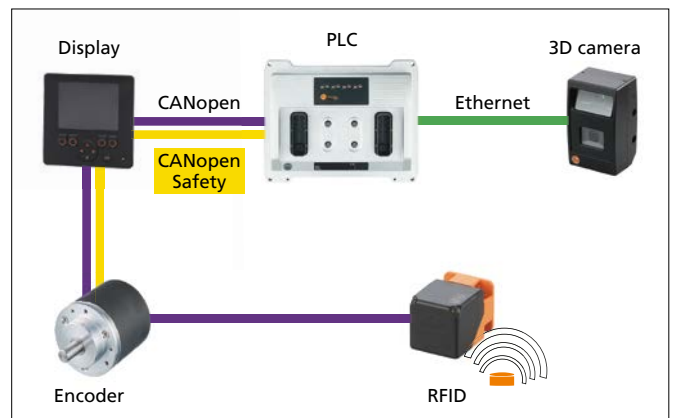 Display
PLC
3D camera
CANopen
Ethernet
CANopen
Safety
Encoder
RFID